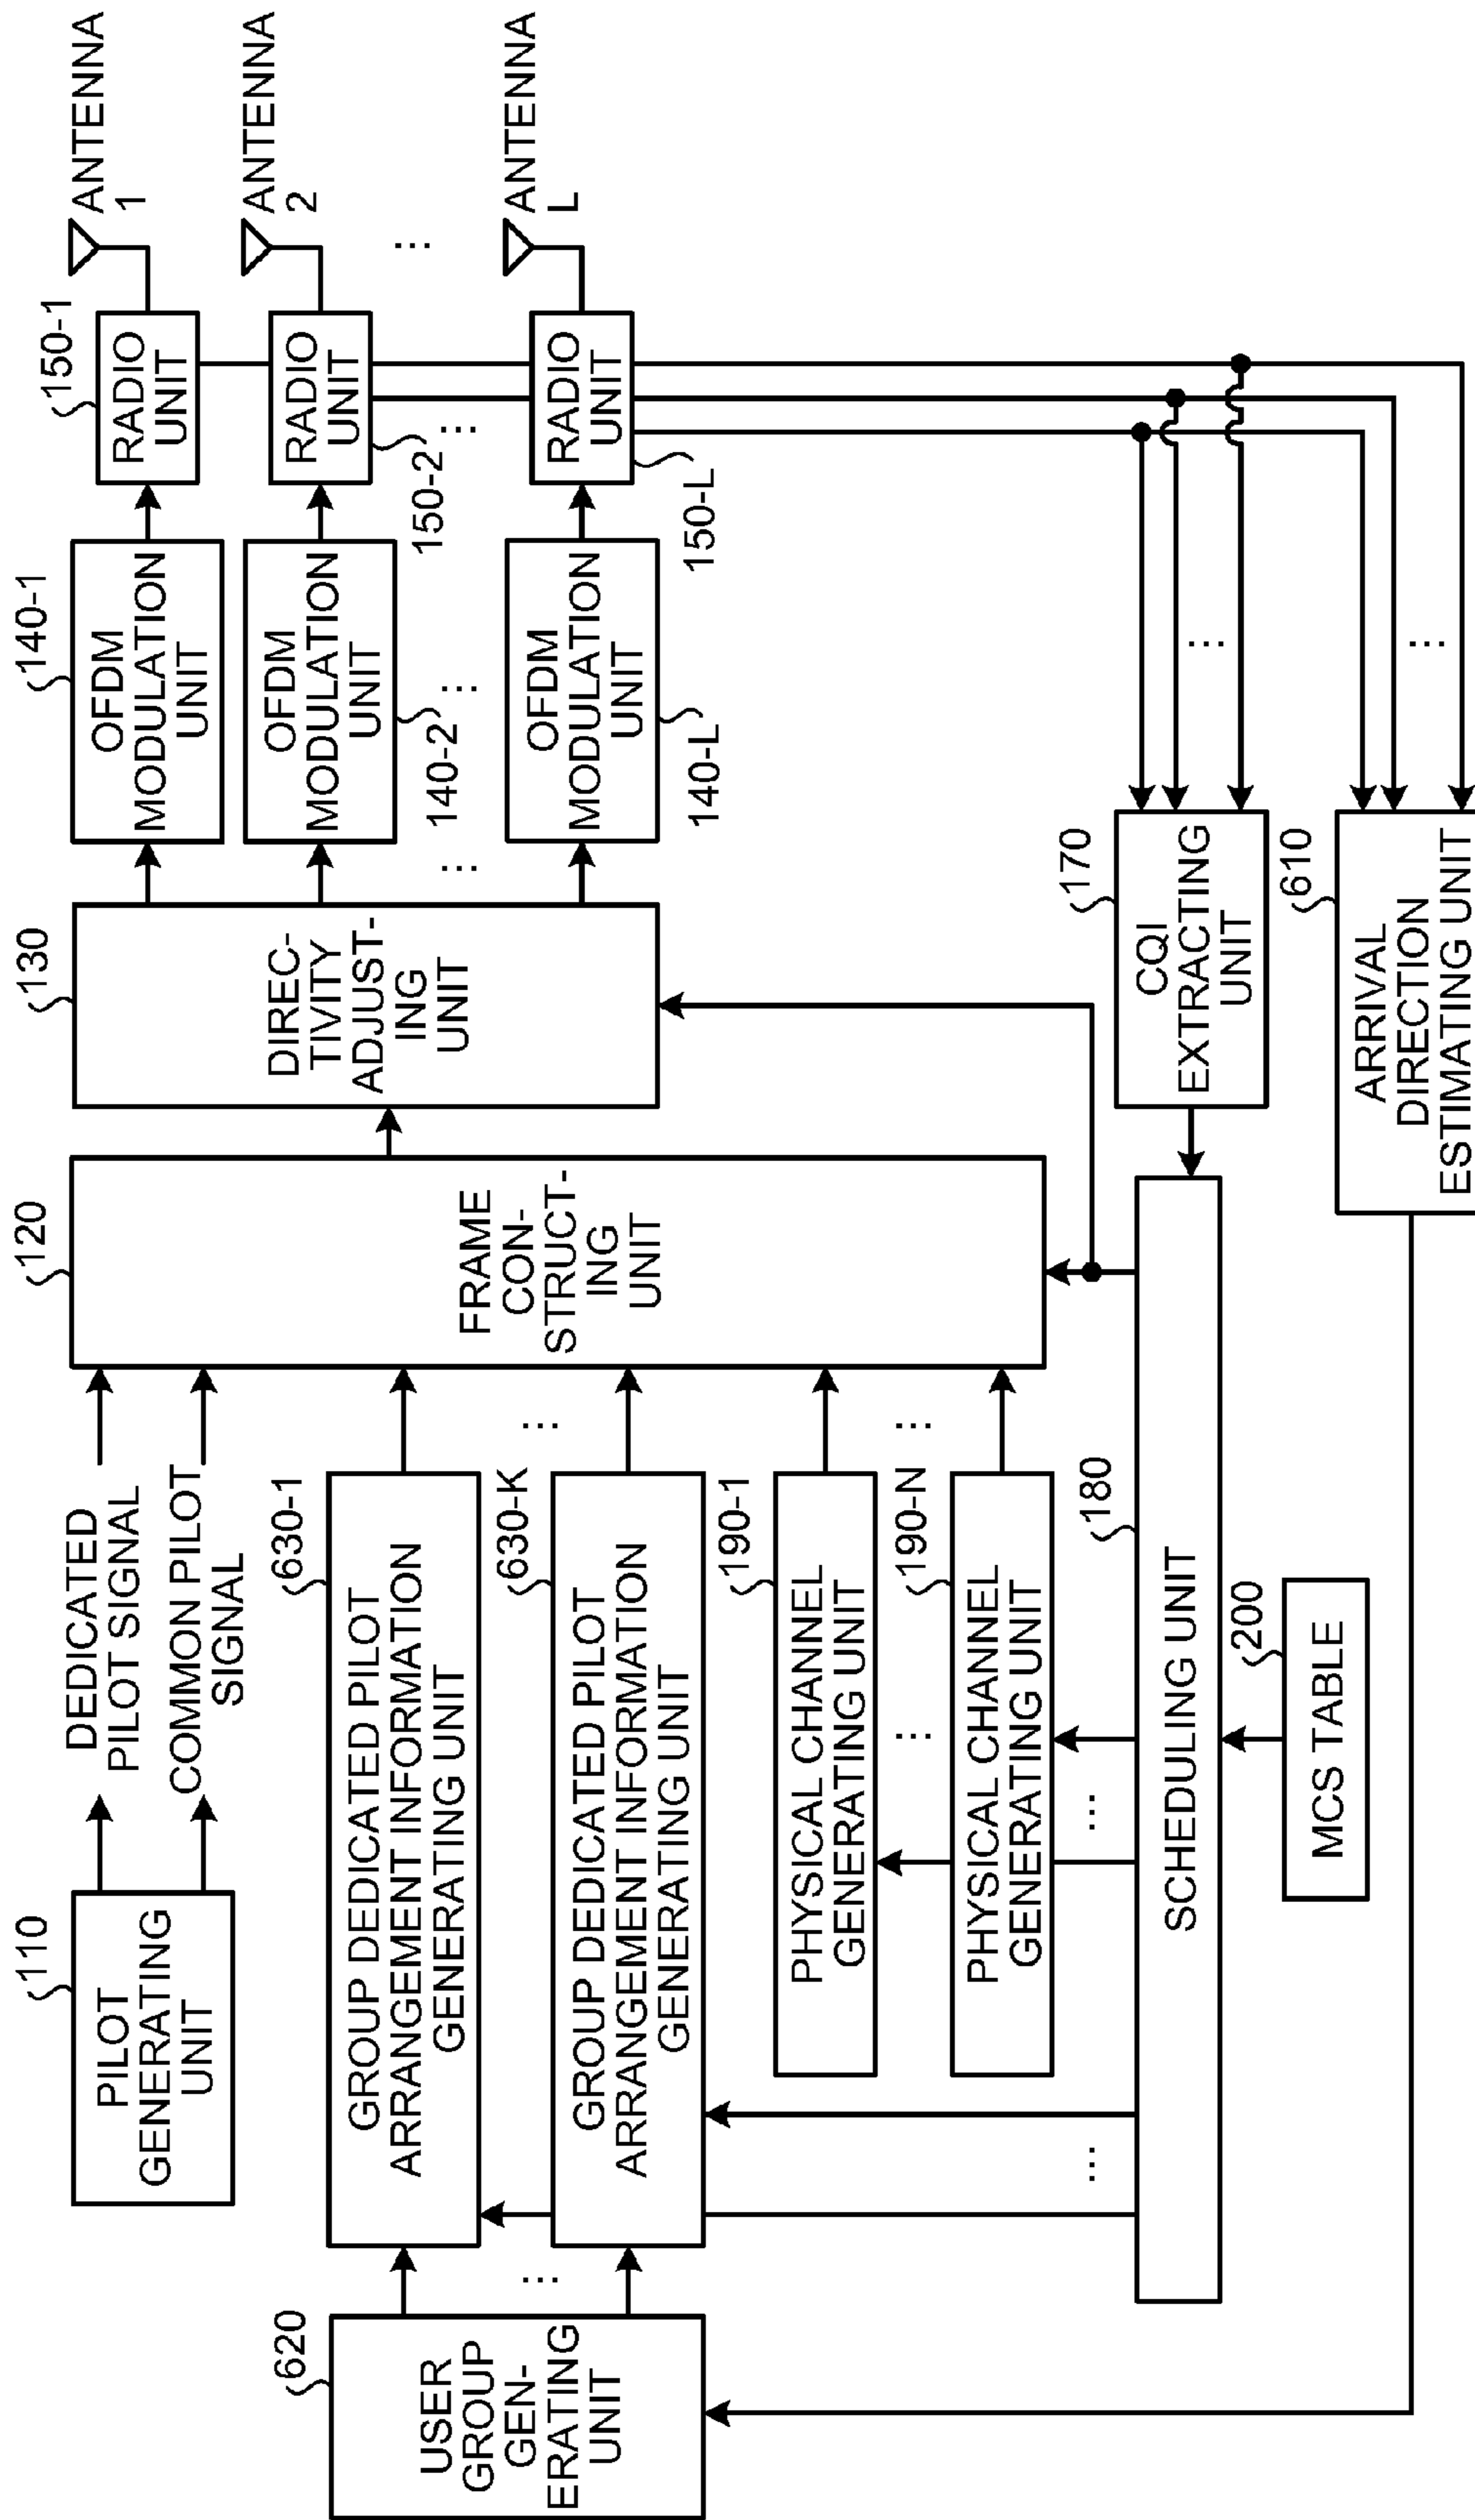 110
PILOT
GENERATING
UNIT
DEDICATED
PILOT SIGNAL
COMMON PILOT
SIGNAL
120
FRAME
CON-
STRUCT-
ING
UNIT
130
DIREC-
TIVITY
ADJUST-
ING
UNIT
140-1
OFDM
MODULATION
UNIT
150-1
RADIO
UNIT
ANTENNA
1
OFDM
MODULATION
UNIT
140-2
...
...
RADIO
UNIT
150-2
...
ANTENNA
2
...
OFDM
MODULATION
UNIT
140-L
RADIO
UNIT
150-L
ANTENNA
L
620
USER
GROUP
GEN-
ERATING
UNIT
...
630-1
GROUP DEDICATED PILOT
ARRANGEMENT INFORMATION
GENERATING UNIT
...
630-K
GROUP DEDICATED PILOT
ARRANGEMENT INFORMATION
GENERATING UNIT
190-1
PHYSICAL CHANNEL
GENERATING UNIT
...
...
190-N
PHYSICAL CHANNEL
GENERATING UNIT
...
...
180
SCHEDULING UNIT
200
MCS TABLE
170
CQI
EXTRACTING
UNIT
...
610
ARRIVAL
DIRECTION
ESTIMATING UNIT
...